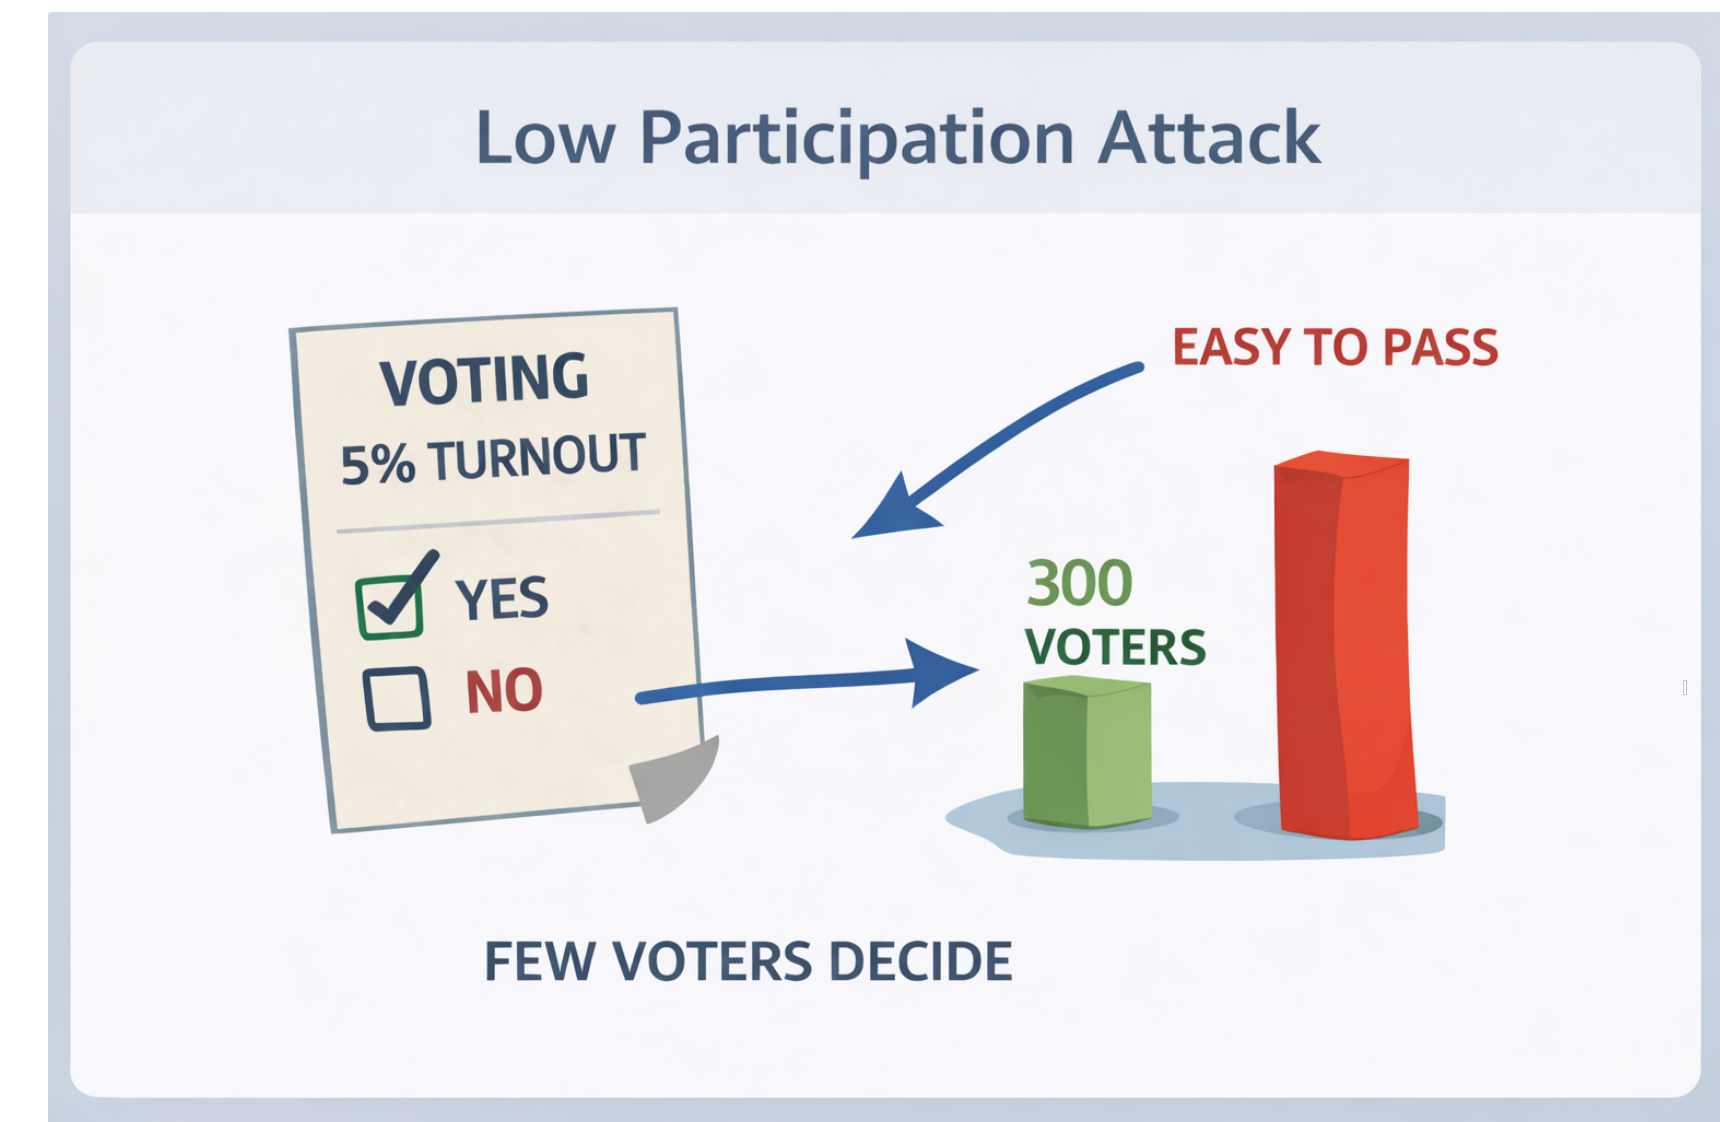 Low Participation Attack
VOTING
5% TURNOUT
YES
NO
EASY TO PASS
300
VOTERS
FEW VOTERS DECIDE